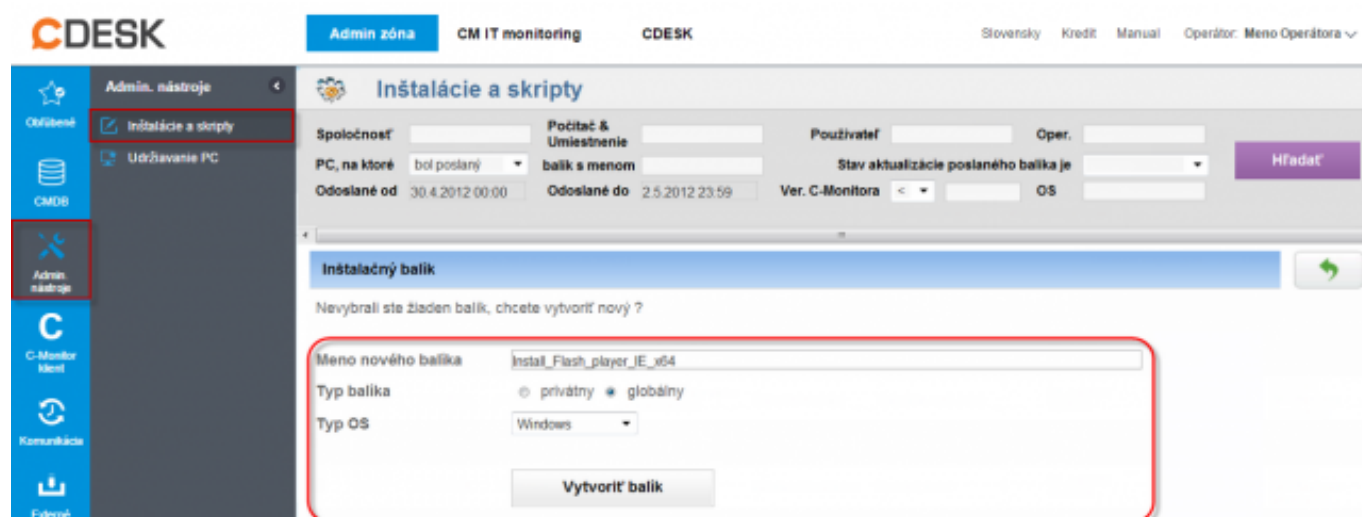 CDESK
Admin zóna CM IT monitoring CDESK Slovensky Kredit Manual Operátor: Meno Operátora
Obľúbené
CMDB
Admin. nástroje
C
C-Monitor klient
Komunikácia
Externé
Admin. nástroje
Inštalácie a skripty
Udržiavanie PC
Inštalácie a skripty
Spoločnosť Počítač & Umiestnenie Používateľ Oper.
PC, na ktoré bol poslaný balík s menom Stav aktualizácie poslaného balíka je
Hľadať
Odoslané od 30.4.2012 00:00 Odoslané do 2.5.2012 23:59 Ver. C-Monitora < OS
Inštalačný balík
Nevybrali ste žiaden balík, chcete vytvoriť nový ?
Meno nového balíka Install_Flash_player_IE_x64
Typ balíka privátny globálny
Typ OS Windows
Vytvoriť balík